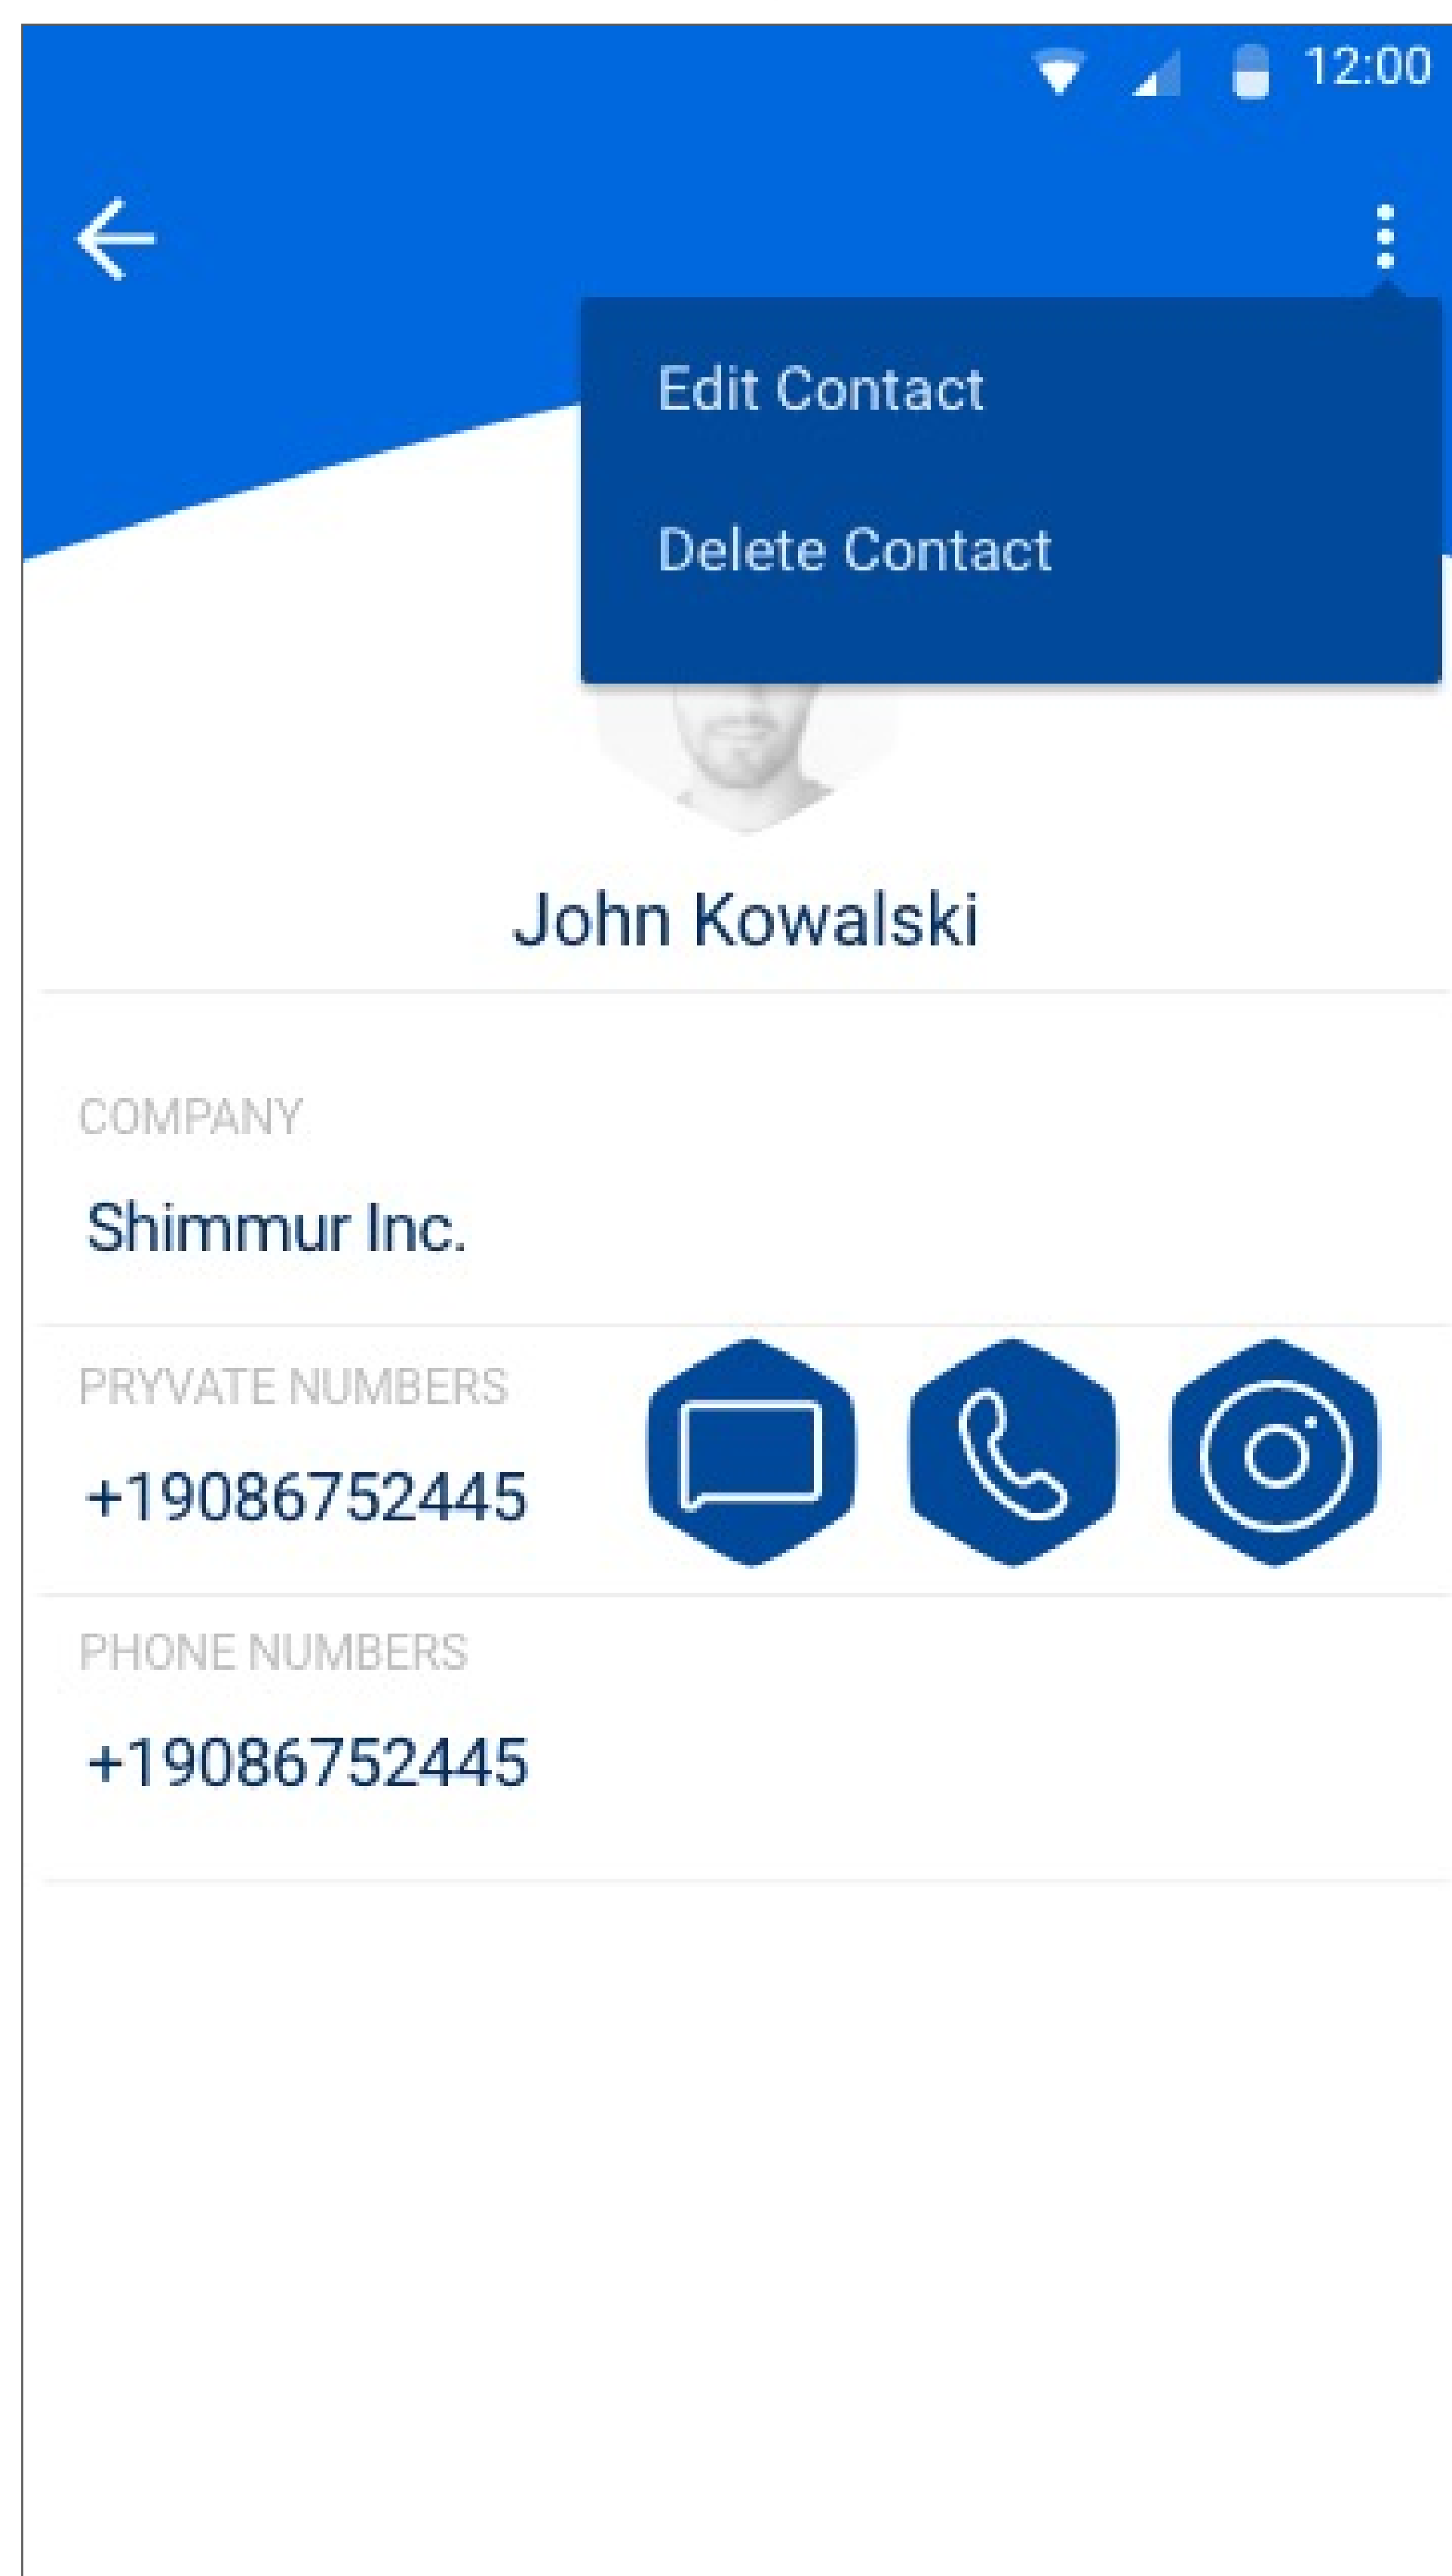 12:00
Edit Contact
Delete Contact
John Kowalski
COMPANY
Shimmur Inc.
PRYVATE NUMBERS
+19086752445
PHONE NUMBERS
+19086752445